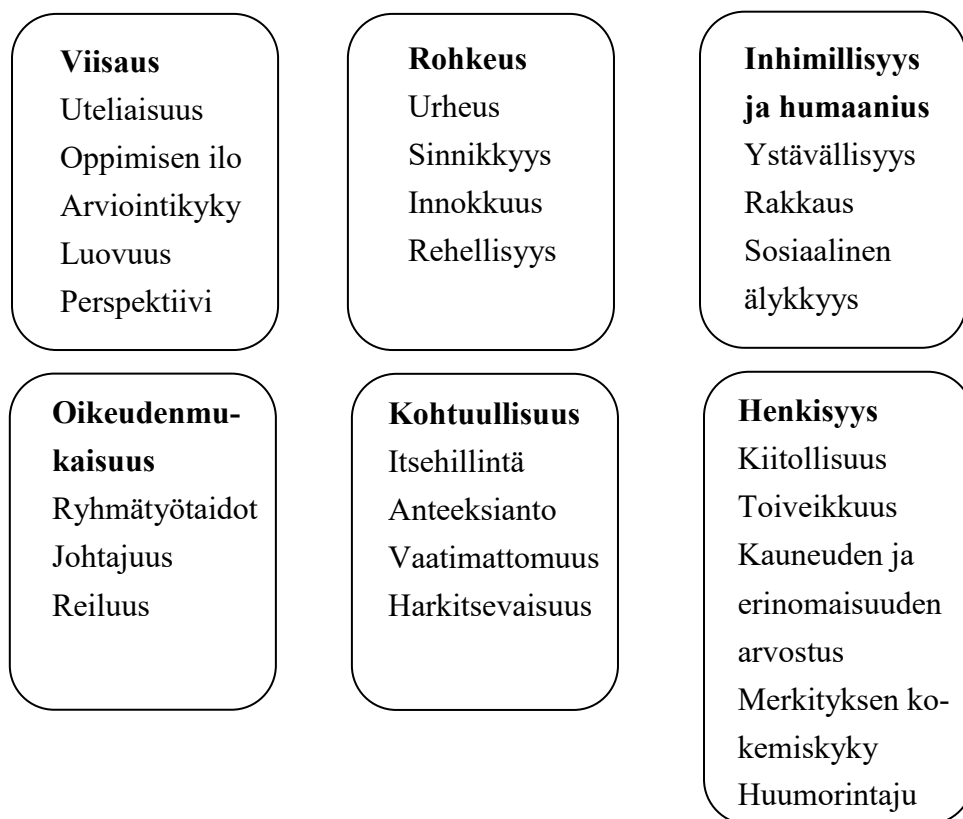 Viisaus
Uteliaisuus
Oppimisen ilo
Arviointikyky
Luovuus
Perspektiivi
Rohkeus
Urheus
Sinnikkyys
Innokkuus
Rehellisyys
Inhimillisyys
ja humaanius
Ystävällisyys
Rakkaus
Sosiaalinen
älykkyys
Oikeudenmu-
kaisuus
Ryhmätyötaidot
Johtajuus
Reiluus
Kohtuullisuus
Itsehillintä
Anteeksianto
Vaatimattomuus
Harkitsevaisuus
Henkisyys
Kiitollisuus
Toiveikkuus
Kauneuden ja
erinomaisuuden
arvostus
Merkityksen ko-
kemiskyky
Huumorintaju